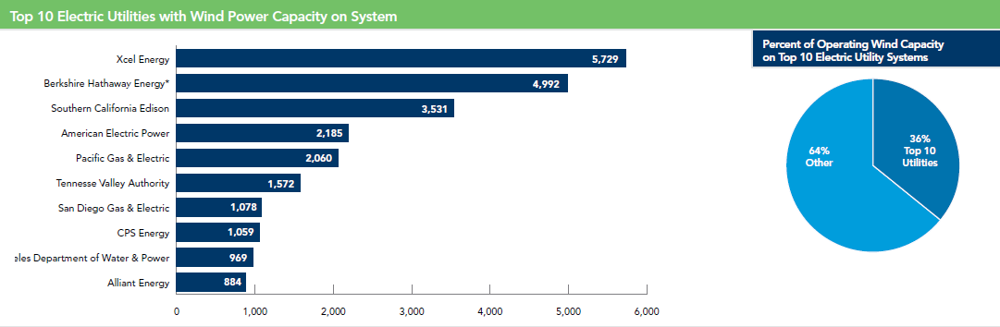 Top 10 Electric Utilities with Wind Power Capacity on System
Percent of Operating Wind Capacity
on Top 10 Electric Utility Systems
Xcel Energy 5,729
Berkshire Hathaway Energy* 4,992
Southern California Edison 3,531
American Electric Power 2,185
Pacific Gas & Electric 2,060
Tennesse Valley Authority 1,572
San Diego Gas & Electric 1,078
CPS Energy 1,059
eles Department of Water & Power 969
Alliant Energy 884
0 1,000 2,000 3,000 4,000 5,000 6,000
36%
Top 10
Utilities
64%
Other